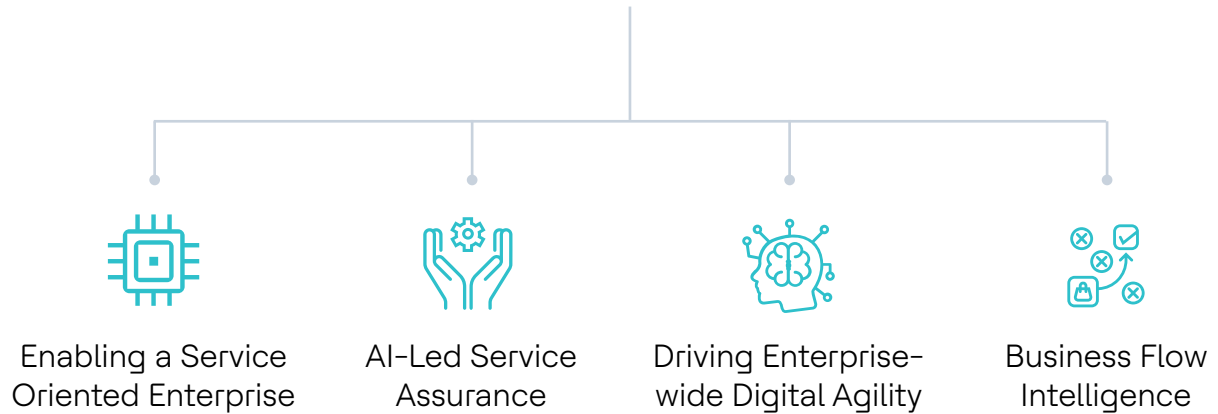 Enabling a Service
Oriented Enterprise
AI-Led Service
Assurance
Driving Enterprise-
wide Digital Agility
Business Flow
Intelligence